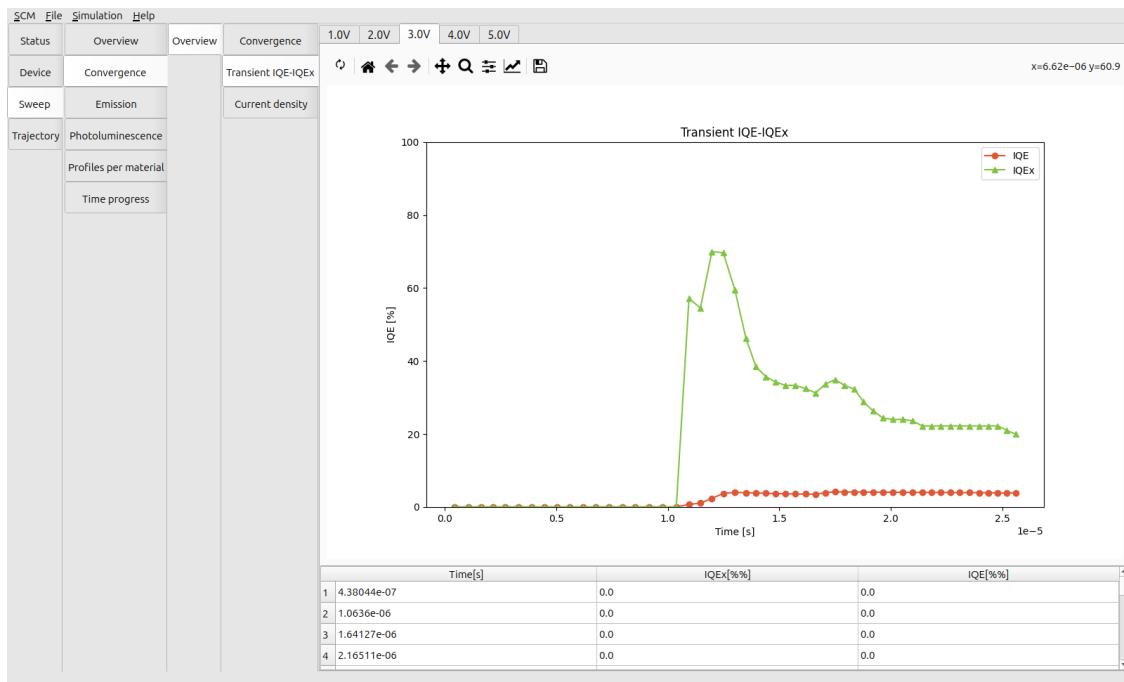 SCM File Simulation Help
Status Overview Overview Convergence 1.0V 2.0V 3.0V 4.0V 5.0V
Device Convergence Transient IQE-IQEx x=6.62e−06 y=60.9
Sweep Emission Current density
Trajectory Photoluminescence
Profiles per material
Time progress
Transient IQE-IQEx
100
80
60
40
20
0
IQE [%]
IQE
IQEx
0.0 0.5 1.0 1.5 2.0 2.5
Time [s] 1e−5
Time[s] IQEx[%%] IQE[%%]
1 4.38044e-07 0.0 0.0
2 1.0636e-06 0.0 0.0
3 1.64127e-06 0.0 0.0
4 2.16511e-06 0.0 0.0